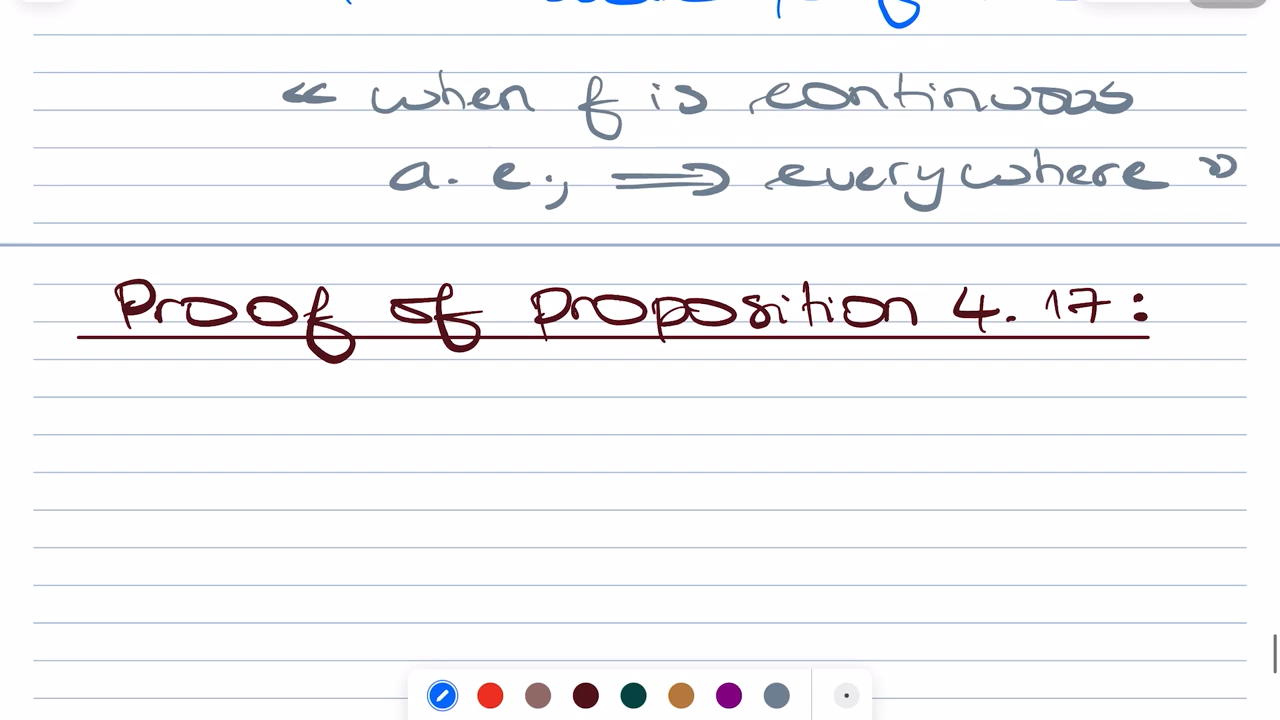 « when f is continuous
a. e., ⟹ everywhere »
Proof of proposition 4.17: